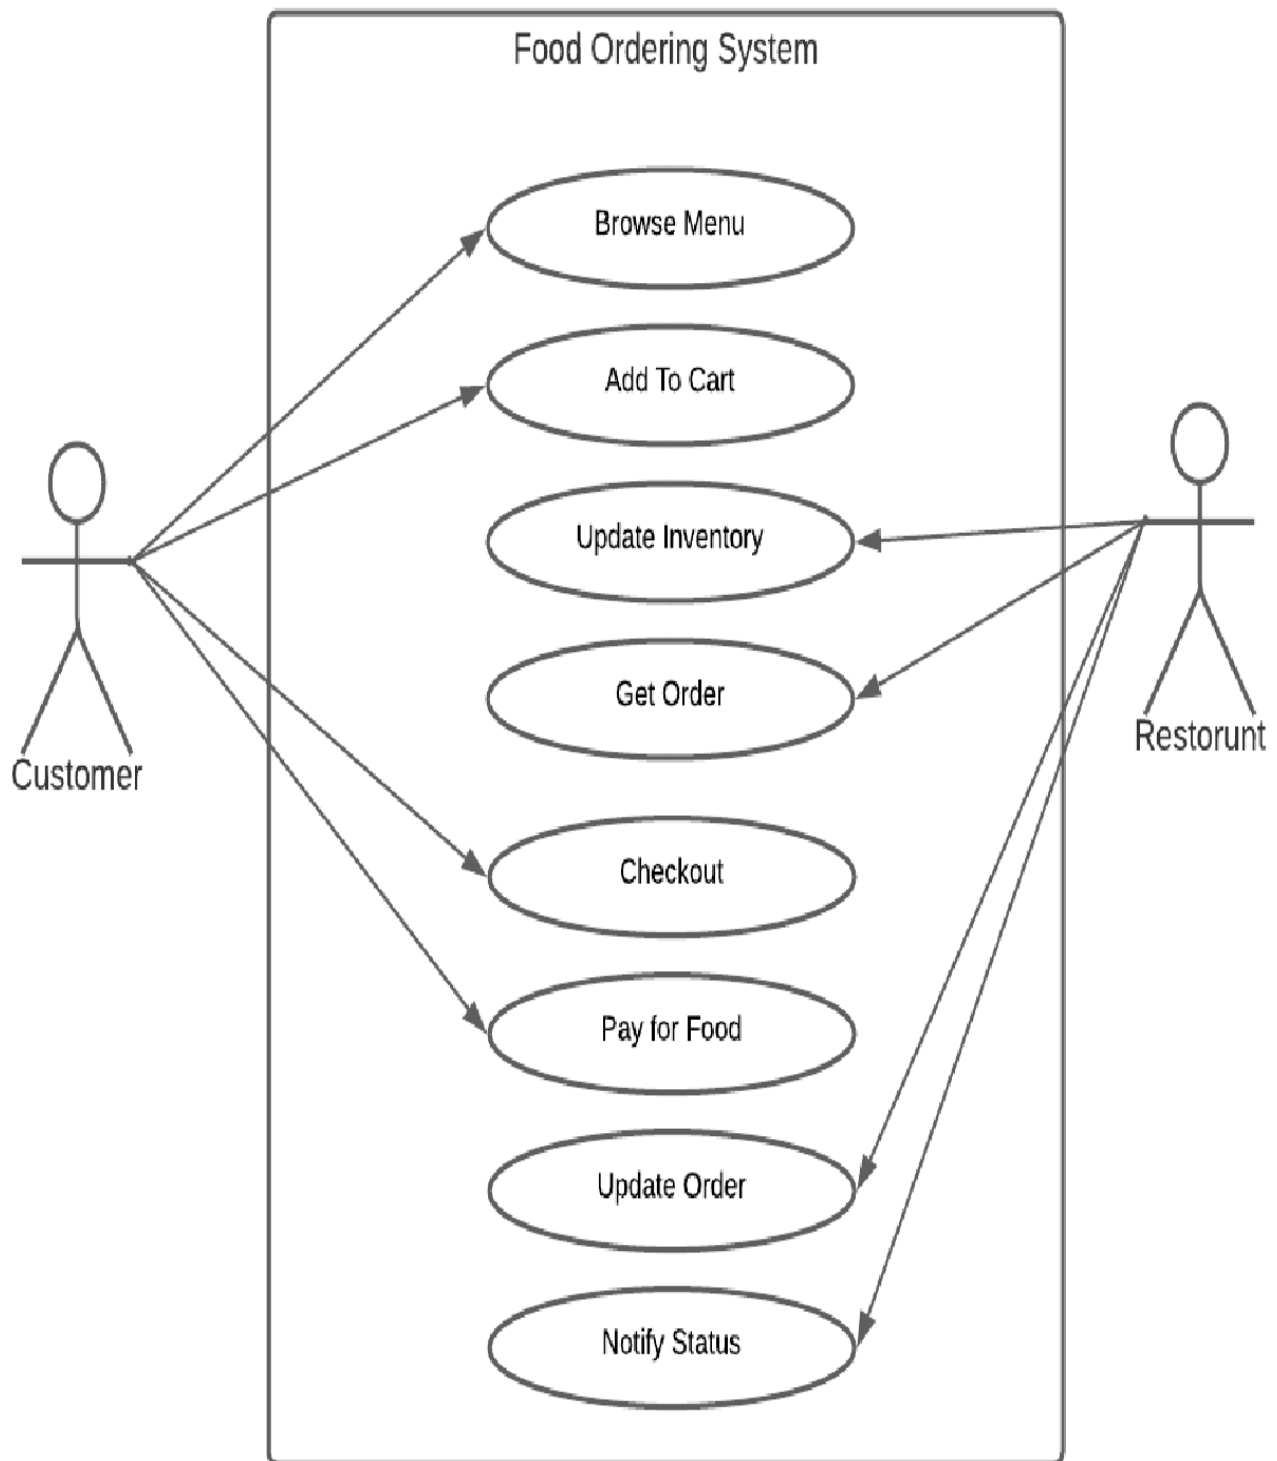 Food Ordering System
Browse Menu
Add To Cart
Update Inventory
Get Order
Restorunt
Customer
Checkout
Pay for Food
Update Order
Notify Status